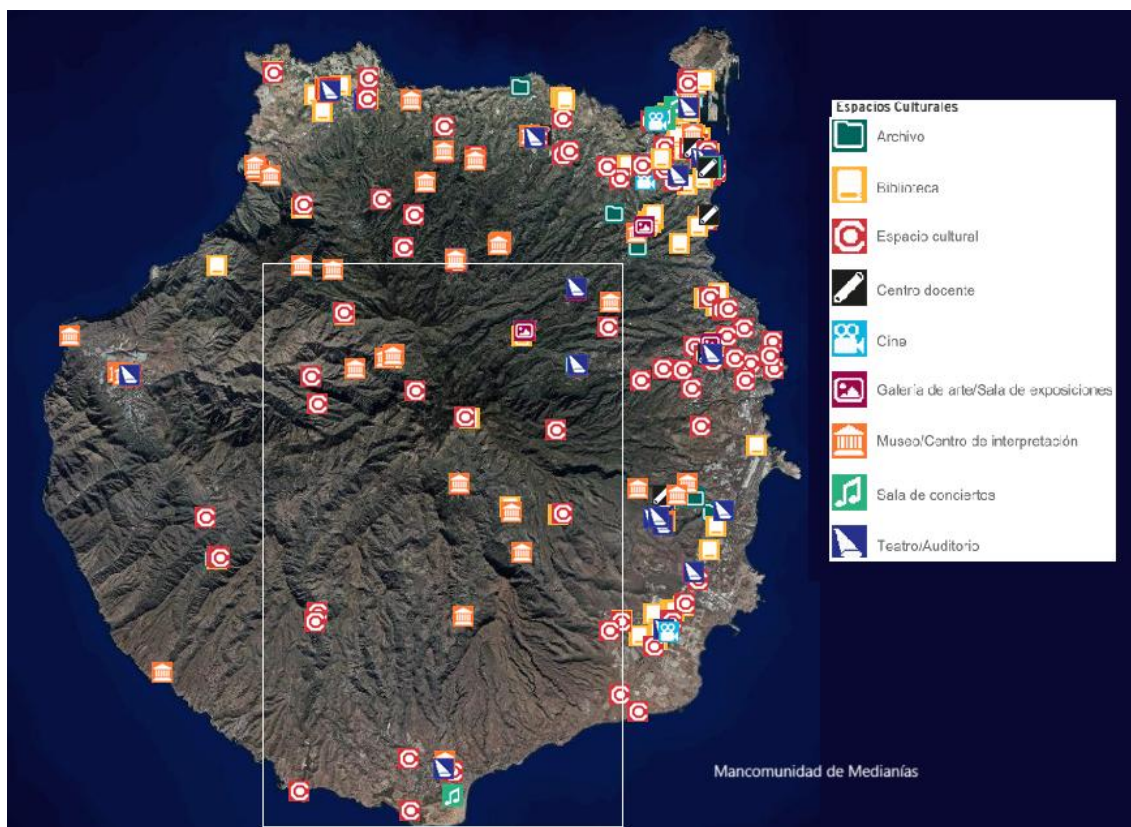 Espacios Culturales
Archivo
Biblioteca
Espacio cultural
Centro docente
Cine
Galería de arte/Sala de exposiciones
Museo/Centro de interpretación
Sala de conciertos
Teatro/Auditorio
Mancomunidad de Medianías